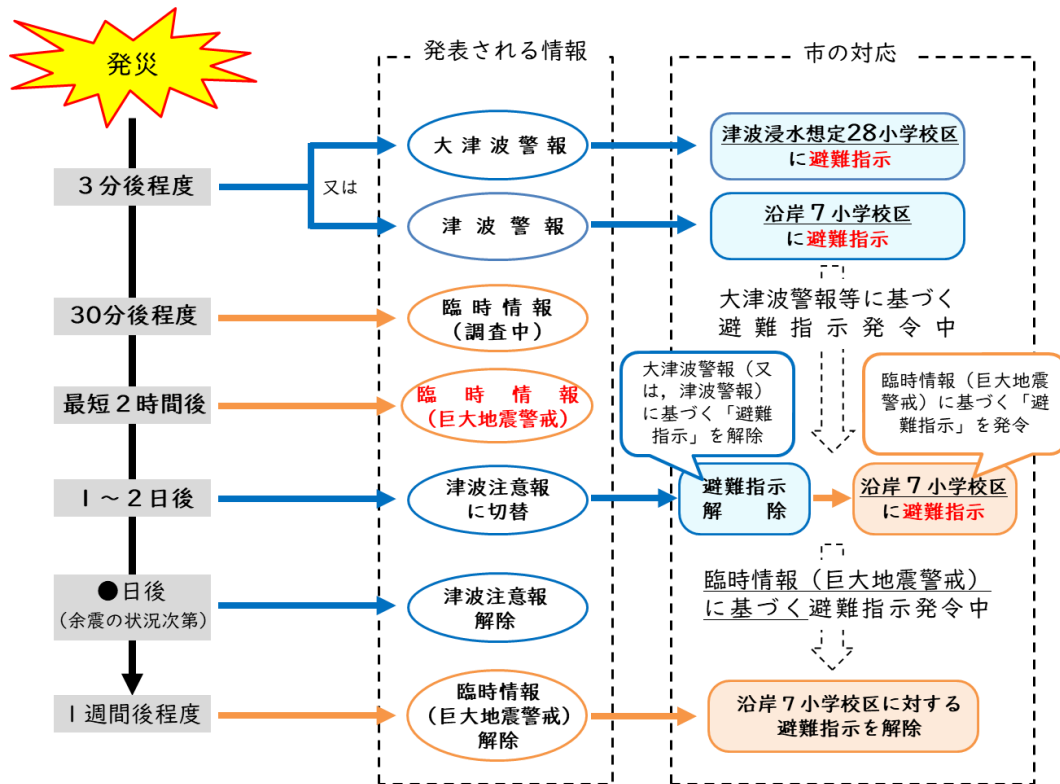 発災
発表される情報
市の対応
3分後程度
又は
大津波警報
津波浸水想定28小学校区
に避難指示
津波警報
沿岸7小学校区
に避難指示
30分後程度
臨時情報
(調査中)
大津波警報等に基づく
避難指示発令中
最短2時間後
臨時情報
(巨大地震警戒)
大津波警報(又
は,津波警報)
に基づく「避難
指示」を解除
臨時情報(巨大地震
警戒)に基づく「避
難指示」を発令
1~2日後
津波注意報
に切替
避難指示
解除
沿岸7小学校区
に避難指示
●日後
(余震の状況次第)
津波注意報
解除
臨時情報(巨大地震警戒)
に基づく避難指示発令中
1週間後程度
臨時情報
(巨大地震警戒)
解除
沿岸7小学校区に対する
避難指示を解除